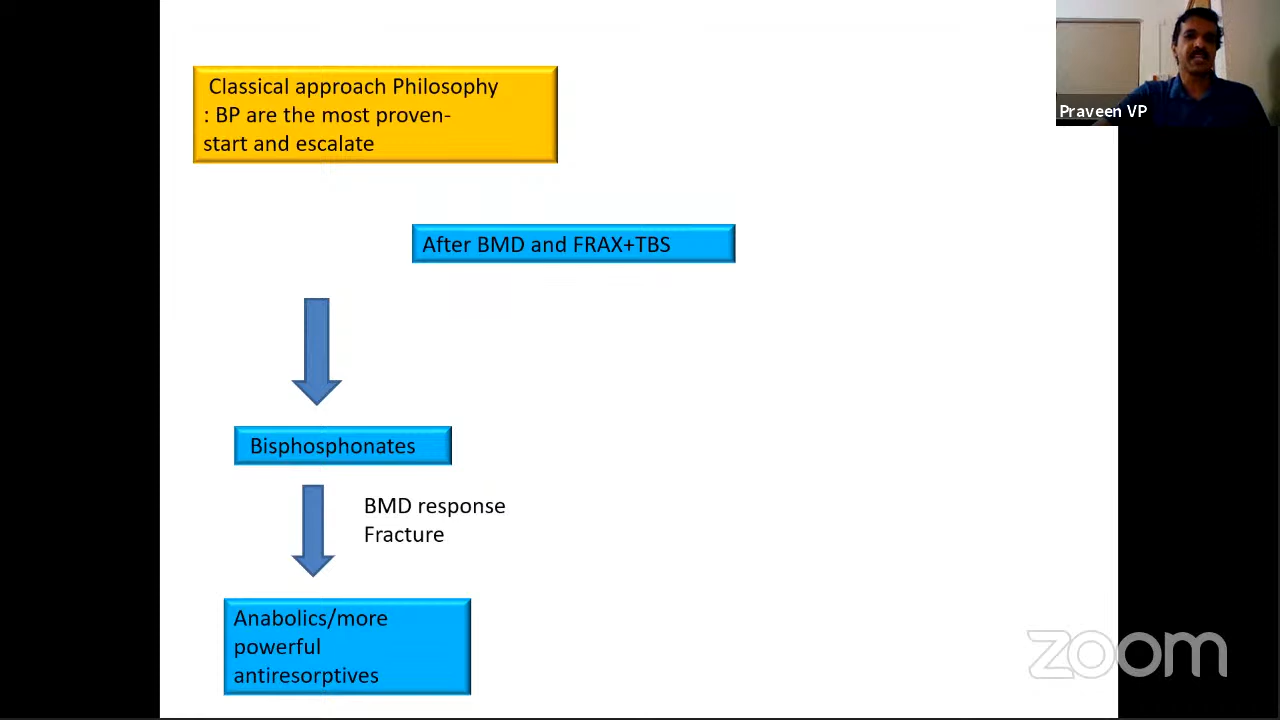 Classical approach Philosophy
: BP are the most proven-
start and escalate
Praveen VP
After BMD and FRAX+TBS
Bisphosphonates
BMD response
Fracture
Anabolics/more
powerful
antiresorptives
zoom